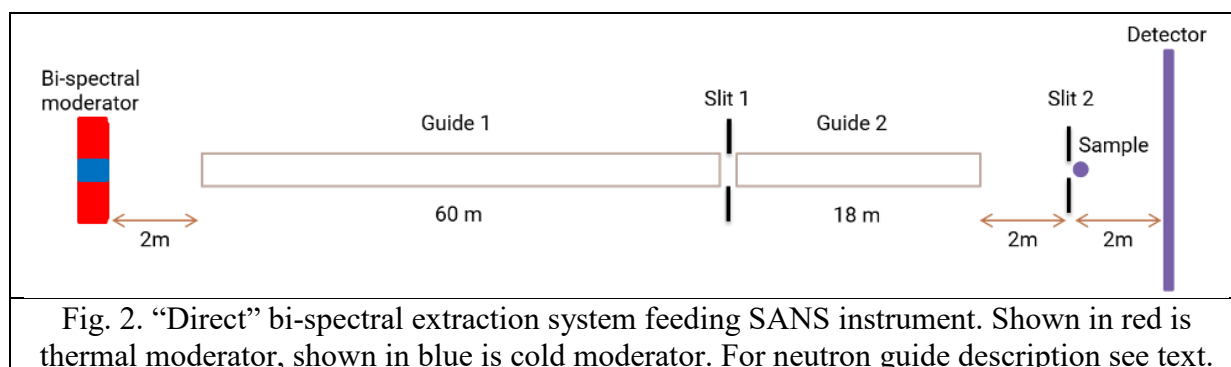 Detector
Bi-spectral
moderator
Slit 1
Slit 2
Guide 1
Guide 2
Sample
60 m
18 m
2m
2m
2m
Fig. 2. “Direct” bi-spectral extraction system feeding SANS instrument. Shown in red is
thermal moderator, shown in blue is cold moderator. For neutron guide description see text.